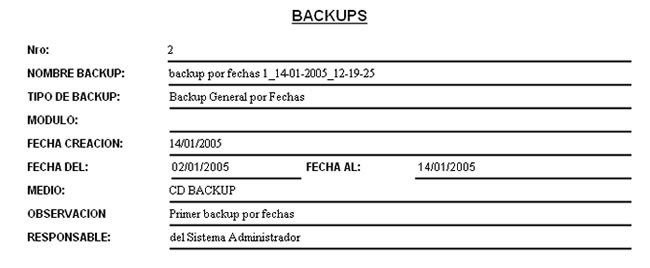 BACKUPS
Nro: 2
NOMBRE BACKUP: backup por fechas 1_14-01-2005_12-19-25
TIPO DE BACKUP: Backup General por Fechas
MODULO:
FECHA CREACION: 14/01/2005
FECHA DEL: 02/01/2005 FECHA AL: 14/01/2005
MEDIO: CD BACKUP
OBSERVACION Primer backup por fechas
RESPONSABLE: del Sistema Administrador